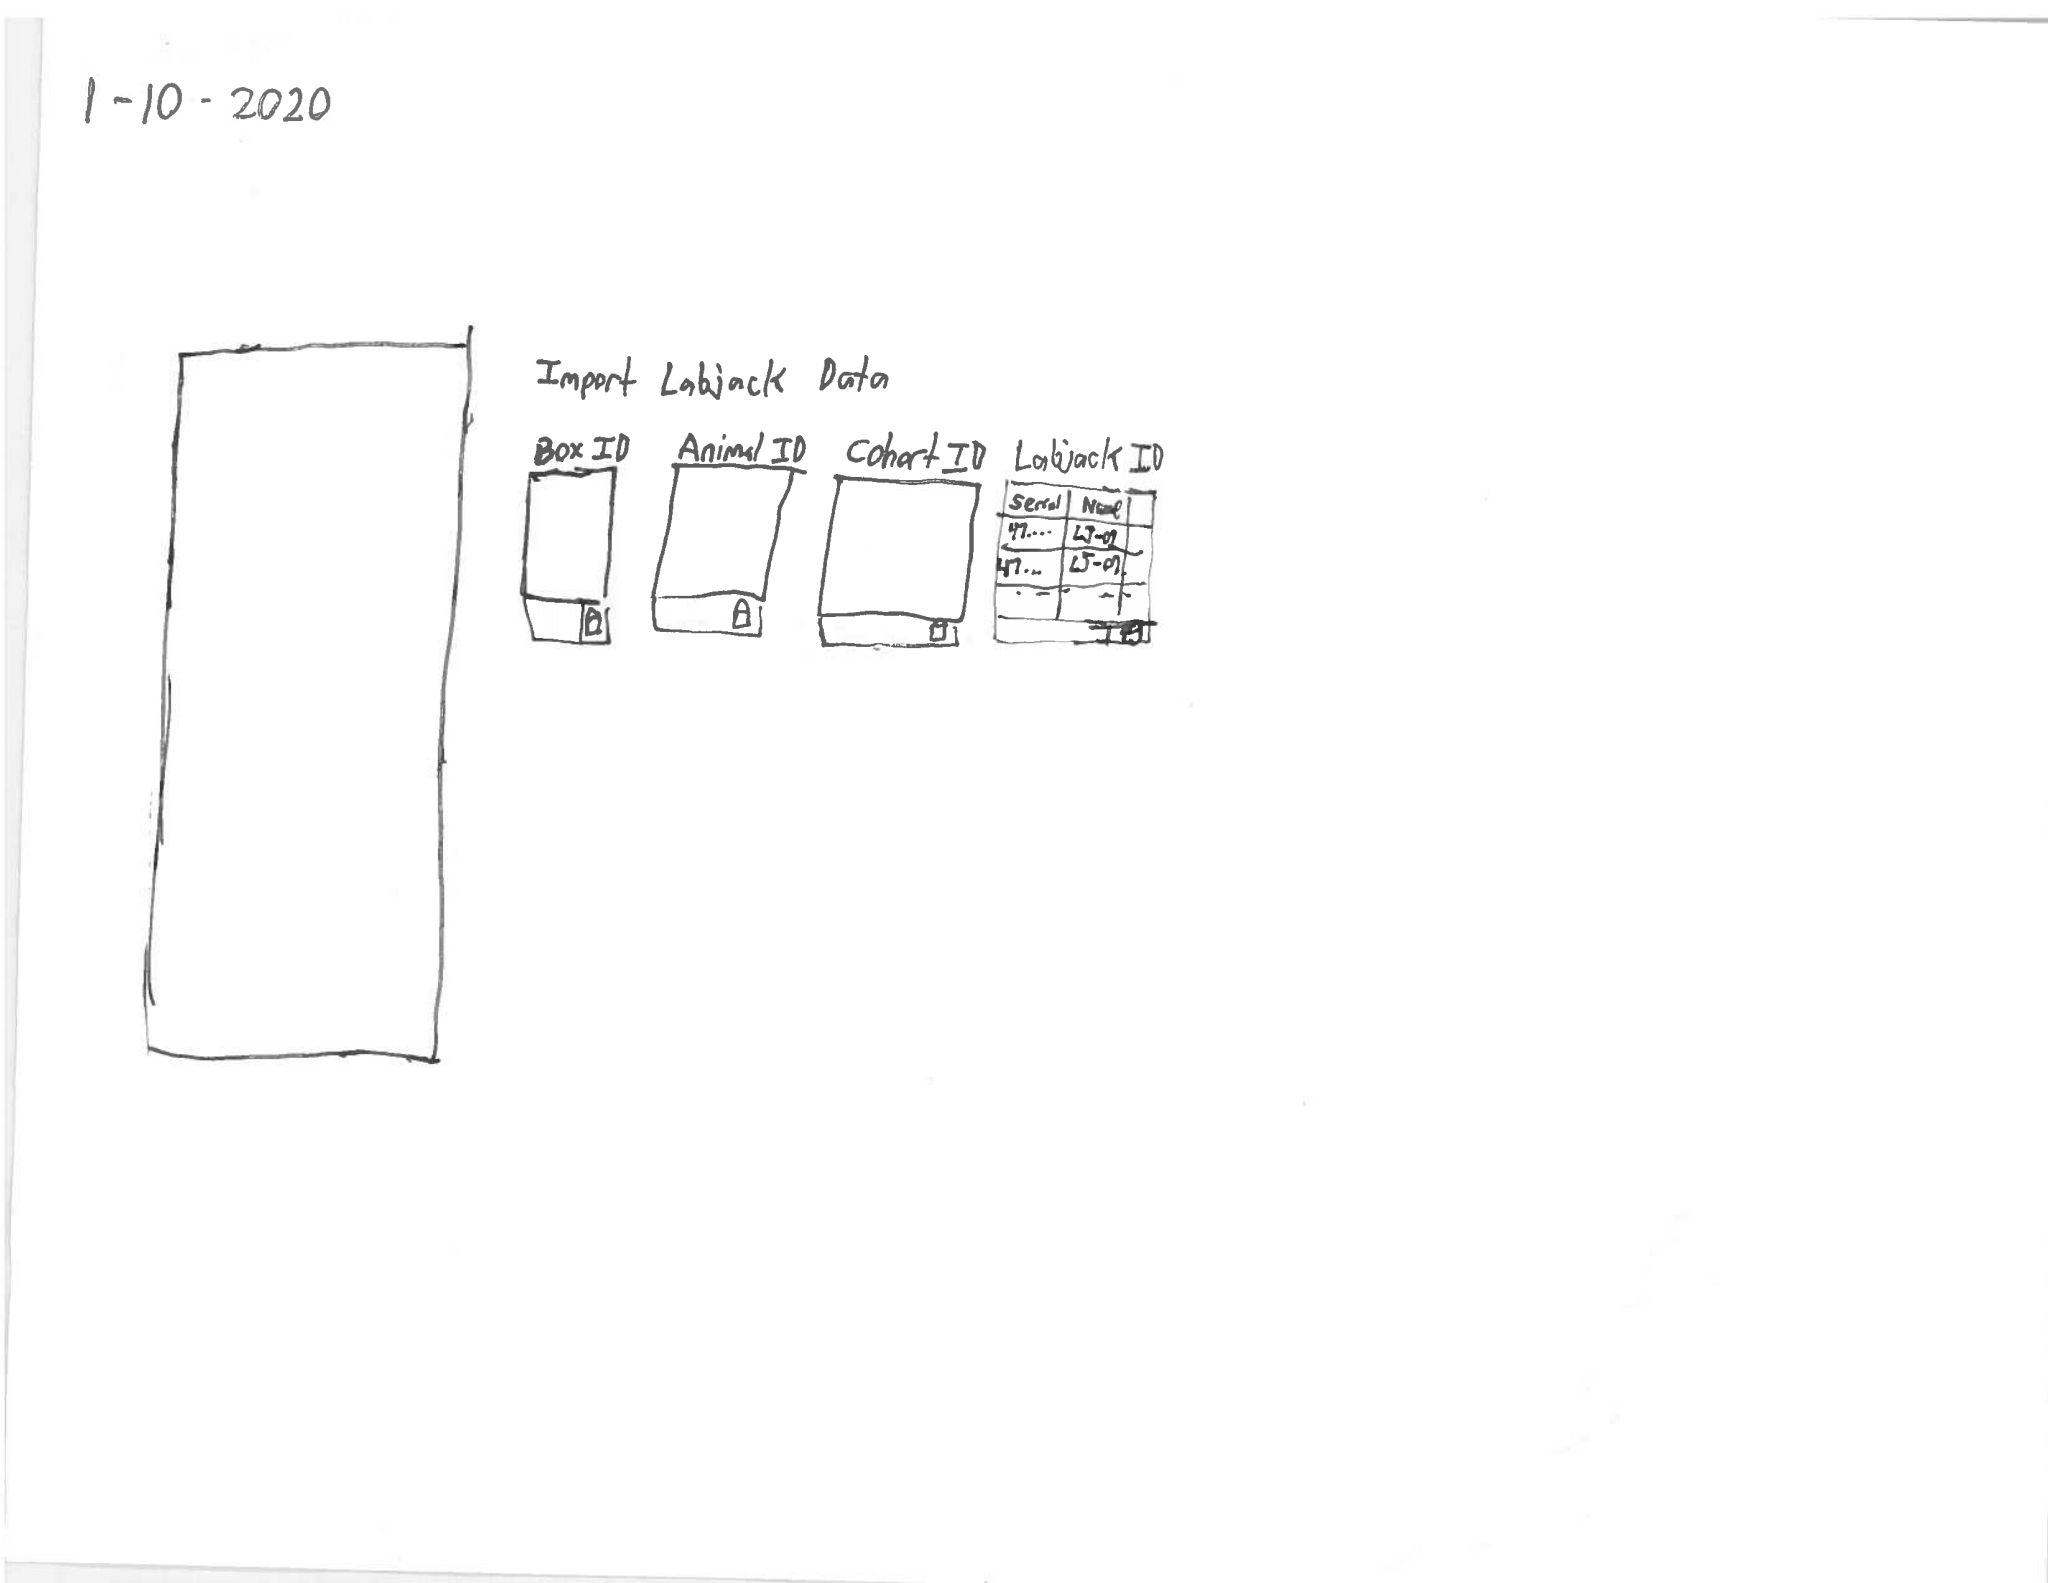 1-10-2020
Import Labjack Data
Box ID Animal ID Cohort ID Labjack ID
Serial Name
47.... LJ-01
47... LJ-01